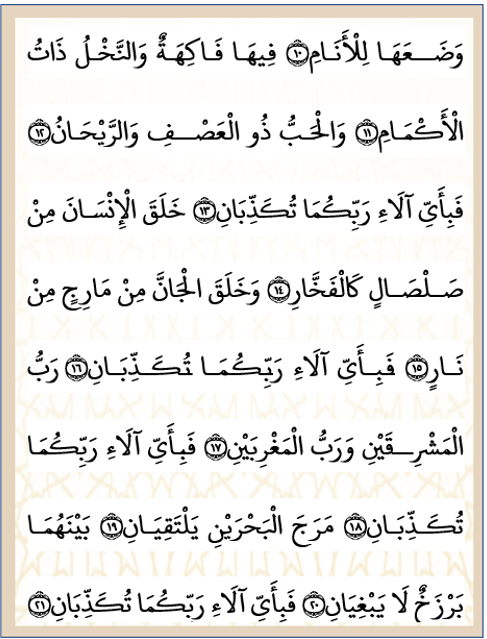 وَضَعَهَا لِلْأَنَامِ ۝١٠ فِيهَا فَاكِهَةٌ وَالنَّخْلُ ذَاتُ
الْأَكْمَامِ ۝١١ وَالْحَبُّ ذُو الْعَصْفِ وَالرَّيْحَانُ ۝١٢
فَبِأَيِّ آلَاءِ رَبِّكُمَا تُكَذِّبَانِ ۝١٣ خَلَقَ الْإِنْسَانَ مِنْ
صَلْصَالٍ كَالْفَخَّارِ ۝١٤ وَخَلَقَ الْجَانَّ مِنْ مَارِجٍ مِنْ
نَارٍ ۝١٥ فَبِأَيِّ آلَاءِ رَبِّكُمَا تُكَذِّبَانِ ۝١٦ رَبُّ
الْمَشْرِقَيْنِ وَرَبُّ الْمَغْرِبَيْنِ ۝١٧ فَبِأَيِّ آلَاءِ رَبِّكُمَا
تُكَذِّبَانِ ۝١٨ مَرَجَ الْبَحْرَيْنِ يَلْتَقِيَانِ ۝١٩ بَيْنَهُمَا
بَرْزَخٌ لَا يَبْغِيَانِ ۝٢٠ فَبِأَيِّ آلَاءِ رَبِّكُمَا تُكَذِّبَانِ ۝٢١